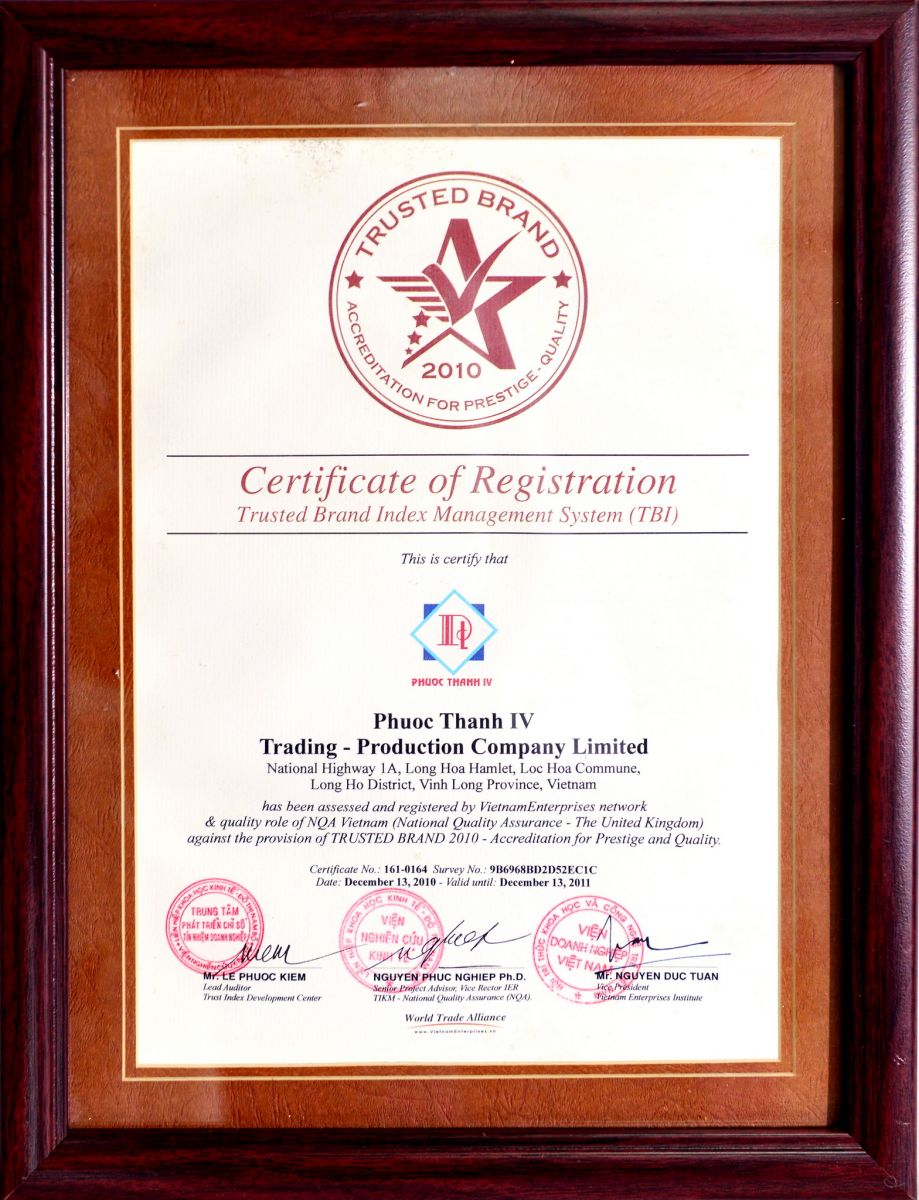 TRUSTED BRAND
ACCREDITATION FOR PRESTIGE - QUALITY
2010
Certificate of Registration
Trusted Brand Index Management System (TBI)
This is certify that
PHUOC THANH IV
Phuoc Thanh IV
Trading - Production Company Limited
National Highway 1A, Long Hoa Hamlet, Loc Hoa Commune,
Long Ho District, Vinh Long Province, Vietnam
has been assessed and registered by VietnamEnterprises network
& quality role of NQA Vietnam (National Quality Assurance - The United Kingdom)
against the provision of TRUSTED BRAND 2010 - Accreditation for Prestige and Quality.
Certificate No.: 161-0164 Survey No.: 9B6968BD2D52EC1C
Date: December 13, 2010 - Valid until: December 13, 2011
TRUNG TÂM
PHÁT TRIỂN CHỈ SỐ
TÍN NHIỆM DOANH NGHIỆP
VIỆN
NGHIÊN CỨU
KINH TẾ
VIỆN
DOANH NGHIỆP
VIỆT NAM
Mr. LE PHUOC KIEM
Lead Auditor
Trust Index Development Center
NGUYEN PHUC NGHIEP Ph.D.
Senior Project Advisor, Vice Rector IER
TIKM - National Quality Assurance (NQA).
Mr. NGUYEN DUC TUAN
Vice President
Vietnam Enterprises Institute
World Trade Alliance
www.VietnamEnterprises.vn